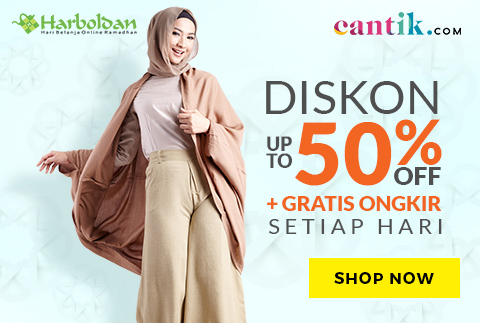 Harboldan
Hari Belanja Online Ramadhan
cantik.com
DISKON
UP TO 50% OFF
+ GRATIS ONGKIR
SETIAP HARI
SHOP NOW